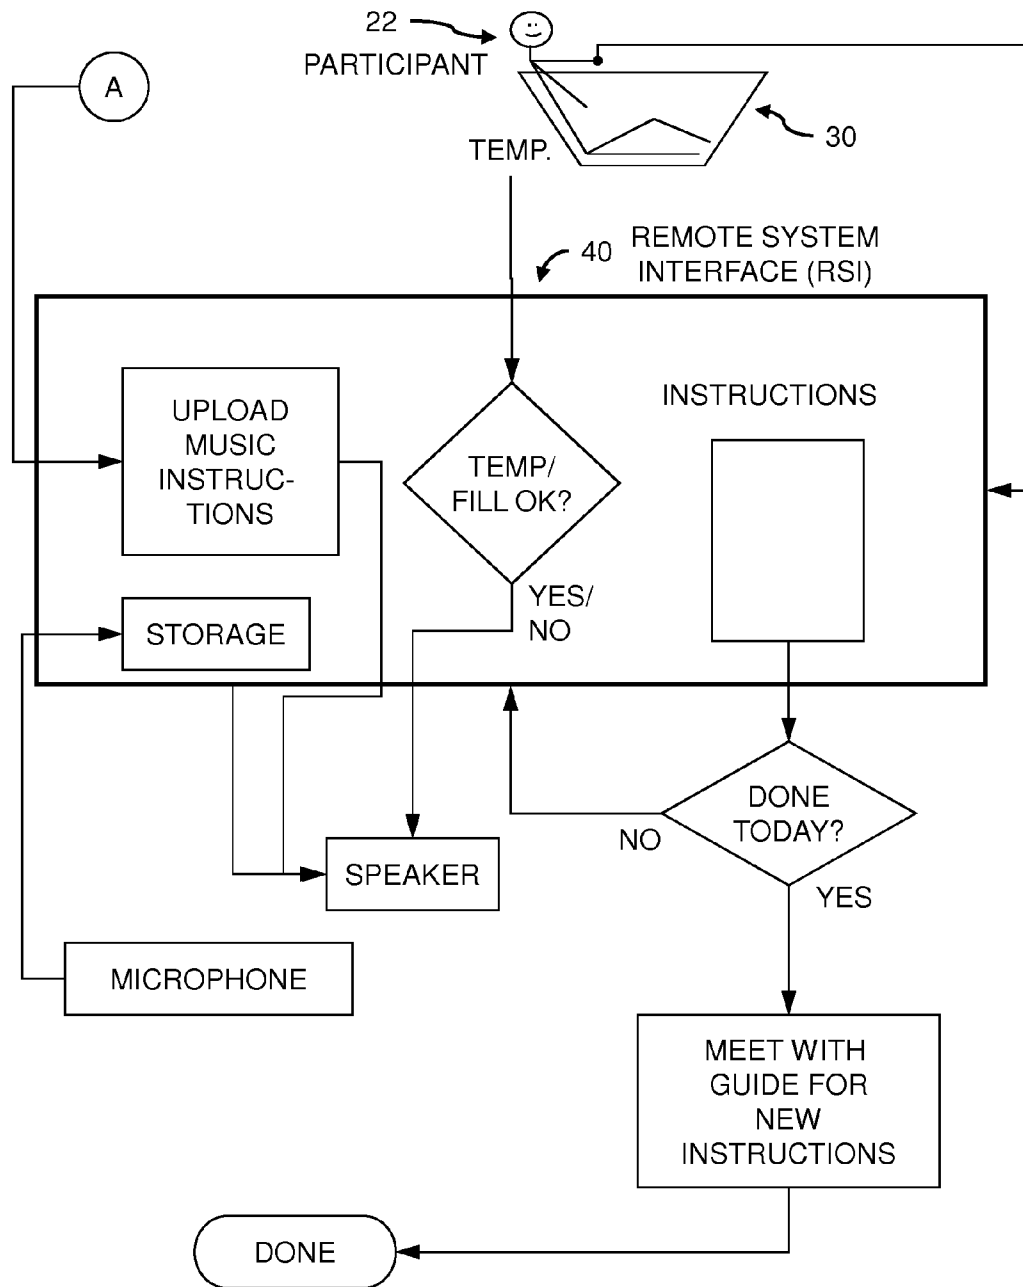 22
PARTICIPANT
A
30
TEMP.
40
REMOTE SYSTEM
INTERFACE (RSI)
UPLOAD
MUSIC
INSTRUC-
TIONS
TEMP/
FILL OK?
INSTRUCTIONS
YES/
NO
STORAGE
DONE
TODAY?
NO
YES
SPEAKER
MICROPHONE
MEET WITH
GUIDE FOR
NEW
INSTRUCTIONS
DONE